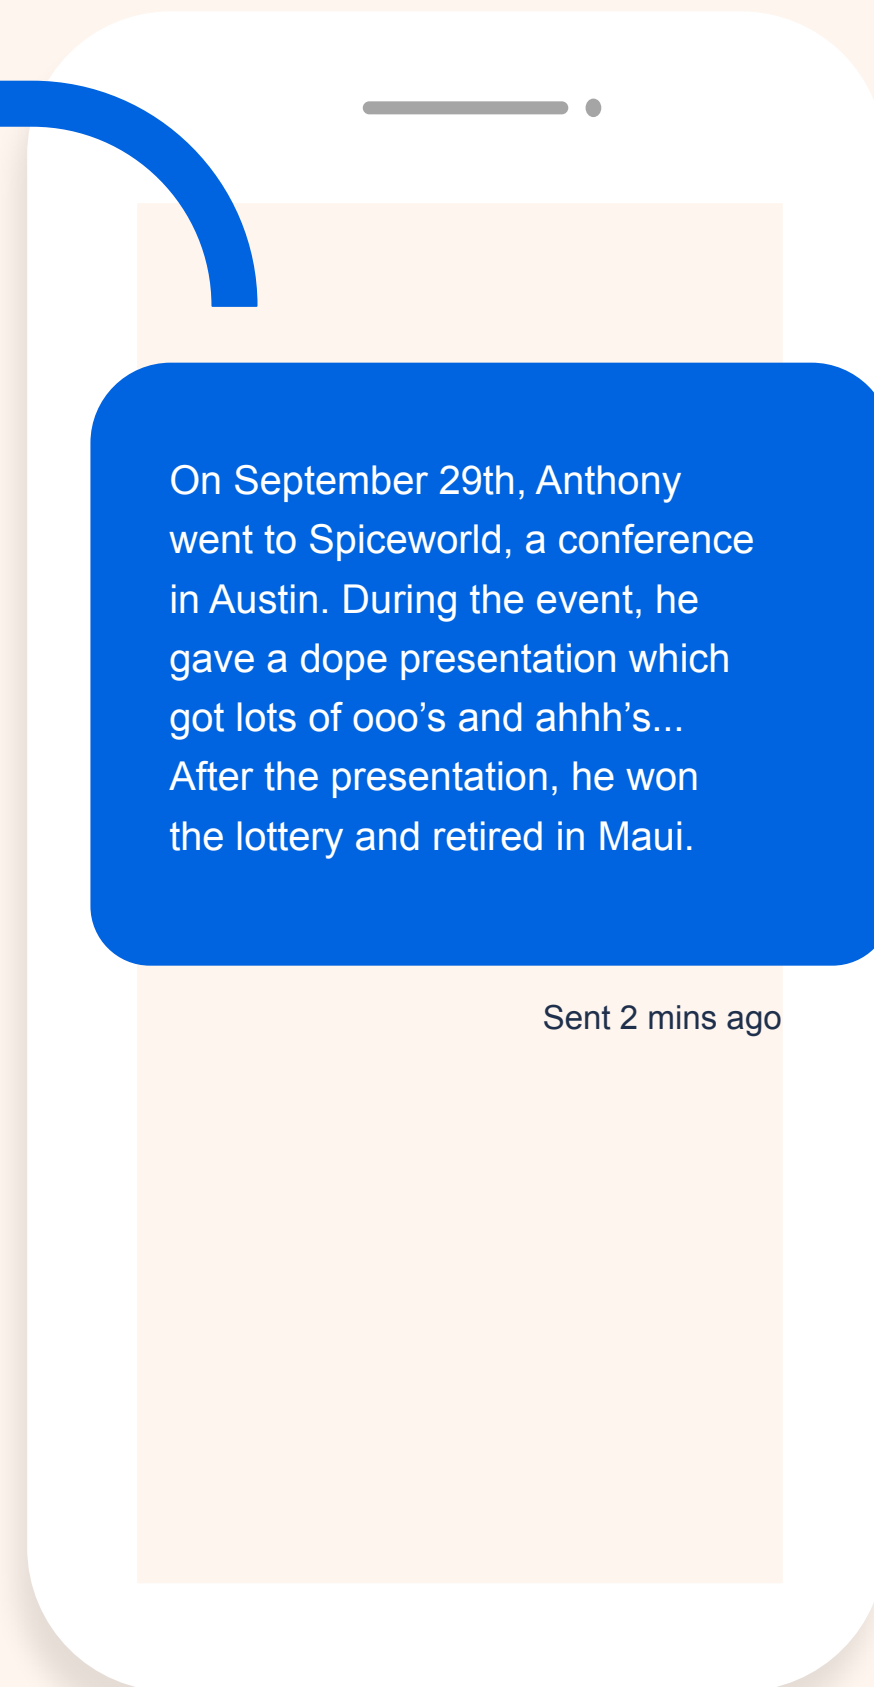 On September 29th, Anthony
went to Spiceworld, a conference
in Austin. During the event, he
gave a dope presentation which
got lots of ooo’s and ahhh’s...
After the presentation, he won
the lottery and retired in Maui.
Sent 2 mins ago